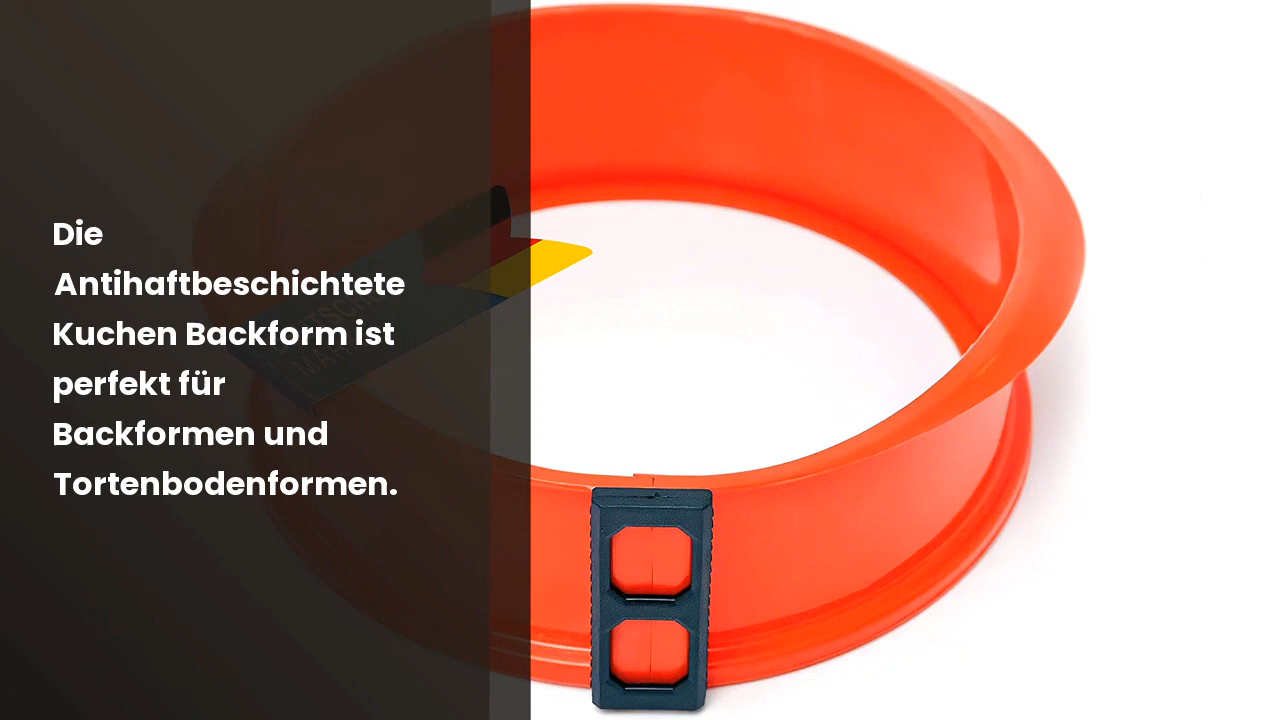 Die
Antihaftbeschichtete
Kuchen Backform ist
perfekt für
Backformen und
Tortenbodenformen.